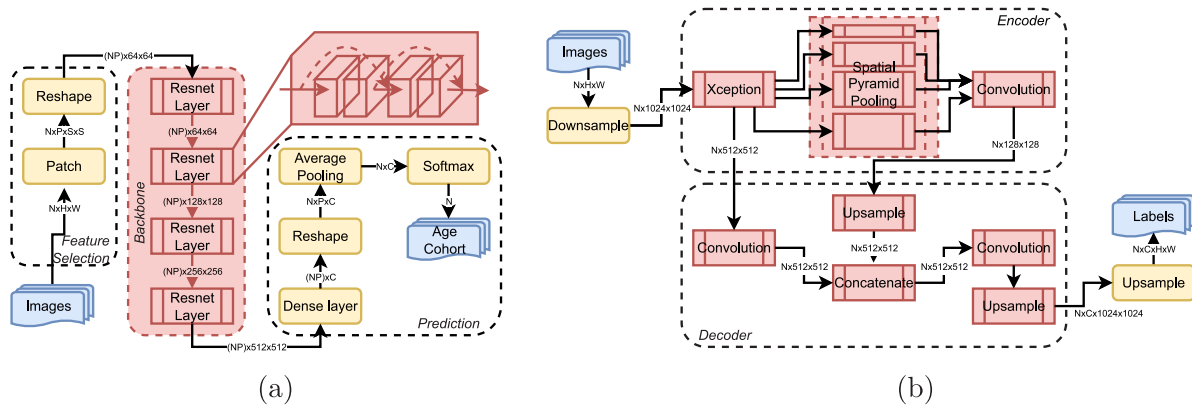 (NP)x64x64
Reshape
NxPxSxS
Patch
NxHxW
Feature
Selection
Images
Resnet
Layer
(NP)x64x64
Resnet
Layer
(NP)x128x128
Resnet
Layer
(NP)x256x256
Resnet
Layer
Backbone
(NP)x512x512
Average
Pooling
NxC
Softmax
NxPxC
N
Reshape
Age
Cohort
(NP)xC
Dense layer
Prediction
(a)
Encoder
Images
NxHxW
Downsample
Nx1024x1024
Xception
Spatial
Pyramid
Pooling
Convolution
Nx512x512
Nx128x128
Upsample
Convolution
Nx512x512
Nx512x512
Concatenate
Nx512x512
Convolution
Upsample
Decoder
NxCx1024x1024
Labels
NxCxHxW
Upsample
(b)